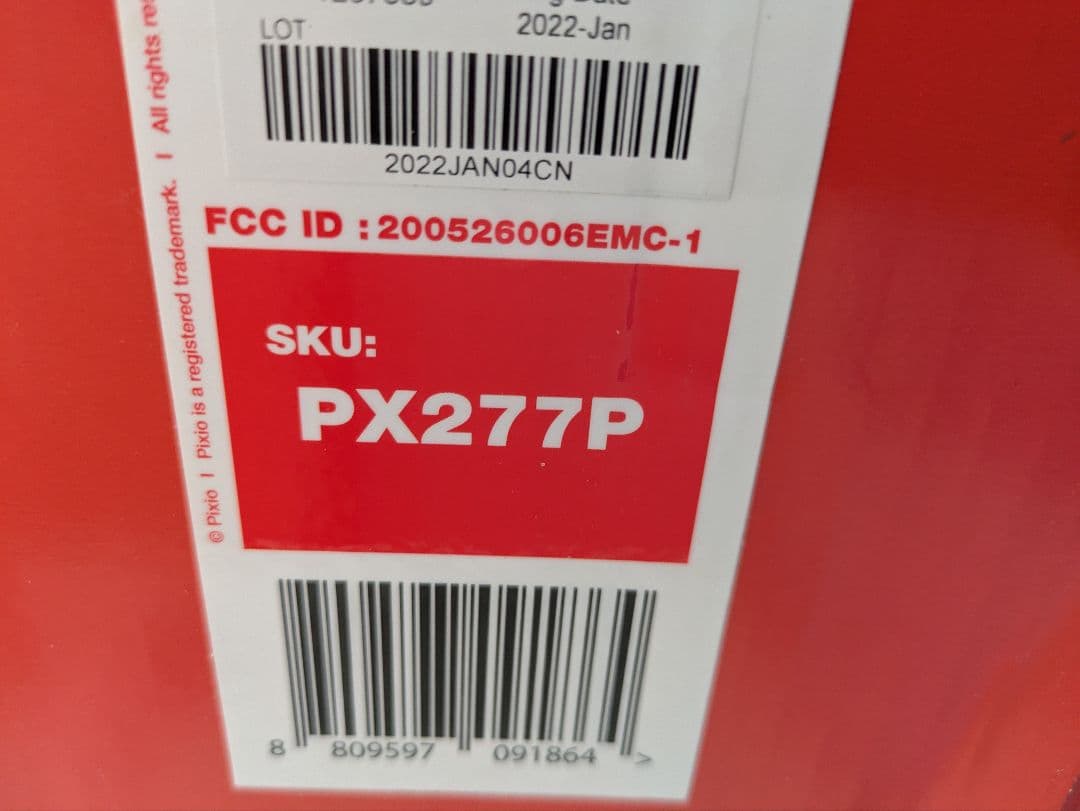 LOT
2022-Jan
2022JAN04CN
FCC ID : 200526006EMC-1
SKU:
PX277P
8 809597 091864 >
© Pixio I Pixio is a registered trademark. I All rights